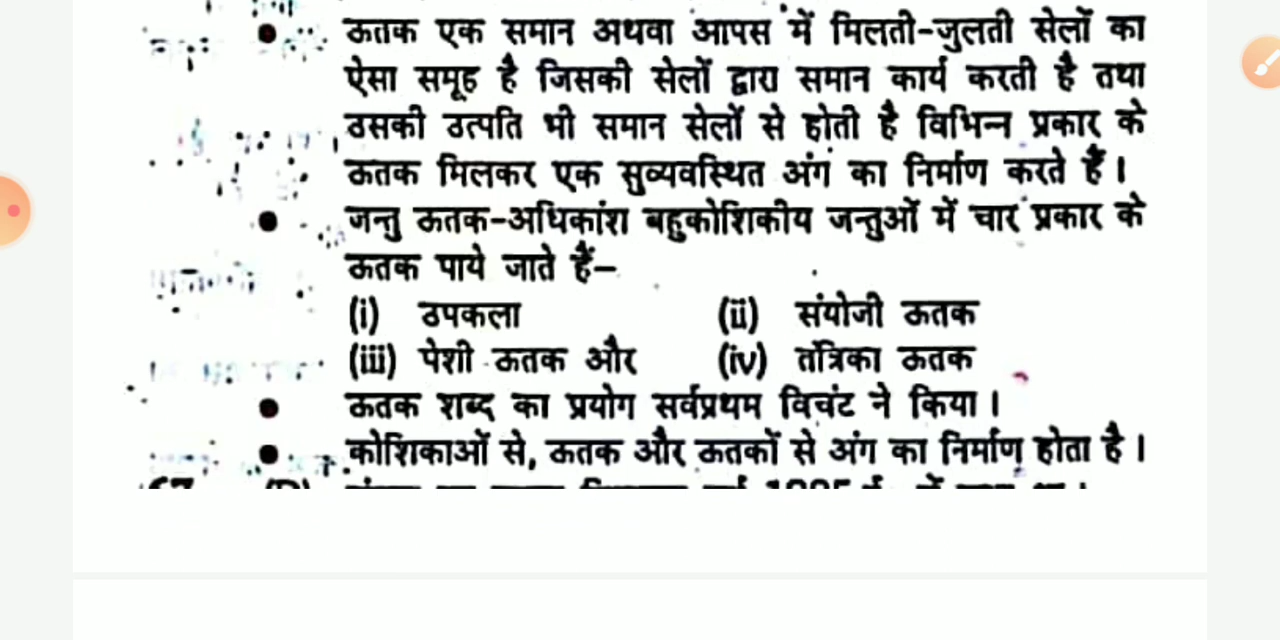 ऊतक एक समान अथवा आपस में मिलती-जुलती सेलों का
ऐसा समूह है जिसकी सेलों द्वारा समान कार्य करती है तथा
उसकी उत्पति भी समान सेलों से होती है विभिन्न प्रकार के
ऊतक मिलकर एक सुव्यवस्थित अंग का निर्माण करते हैं।
जन्तु ऊतक-अधिकांश बहुकोशिकीय जन्तुओं में चार प्रकार के
ऊतक पाये जाते हैं–
(i) उपकला (ii) संयोजी ऊतक
(iii) पेशी ऊतक और (iv) तंत्रिका ऊतक
ऊतक शब्द का प्रयोग सर्वप्रथम विचंट ने किया।
कोशिकाओं से, ऊतक और ऊतकों से अंग का निर्माण होता है।